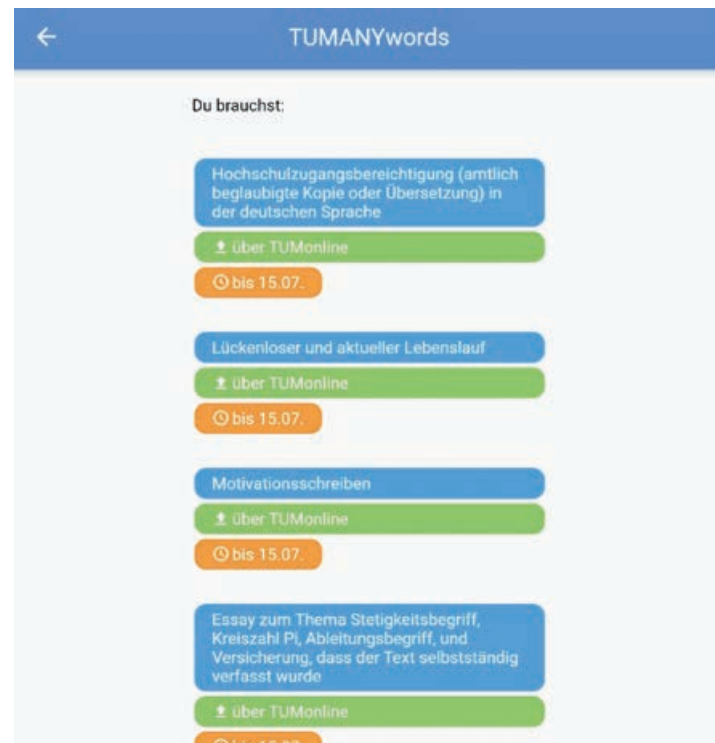 TUMANYwords
Du brauchst:
Hochschulzugangsbereichtigung (amtlich
beglaubigte Kopie oder Übersetzung) in
der deutschen Sprache
über TUMonline
bis 15.07.
Lückenloser und aktueller Lebenslauf
über TUMonline
bis 15.07.
Motivationsschreiben
über TUMonline
bis 15.07.
Essay zum Thema Stetigkeitsbegriff,
Kreiszahl Pi, Ableitungsbegriff, und
Versicherung, dass der Text selbstständig
verfasst wurde
über TUMonline